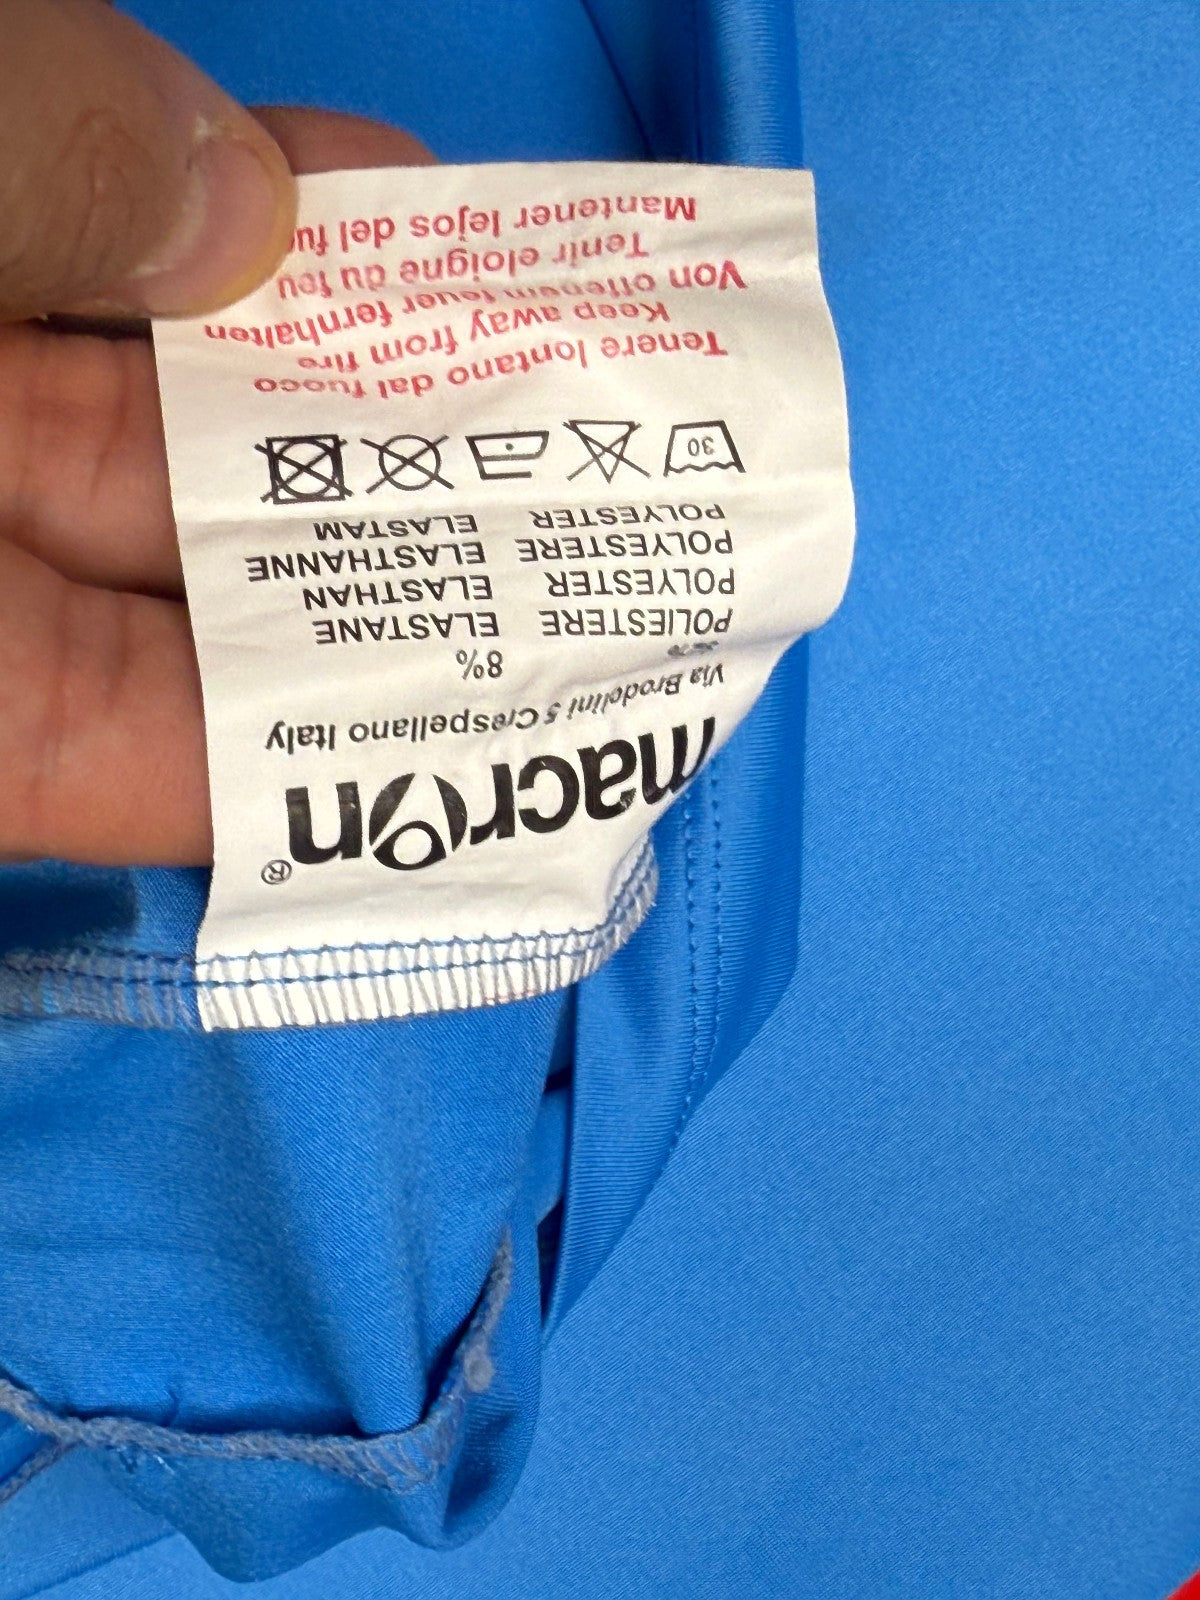 macron®
Via Brodolini 5 Crespellano Italy
8%
POLIESTERE ELASTANE
POLYESTER ELASTHAN
POLYESTERE ELASTHANNE
POLYESTER ELASTAM
30
Tenere lontano dal fuoco
Keep away from fire
Von offenem feuer fernhalten
Tenir eloigne du feu
Mantener lejos del